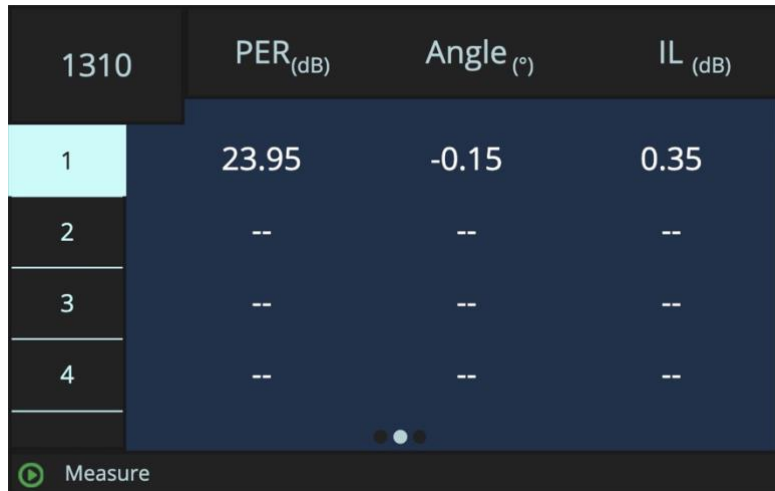 1310 PER(dB) Angle (°) IL (dB)
1 23.95 -0.15 0.35
2 -- -- --
3 -- -- --
4 -- -- --
Measure